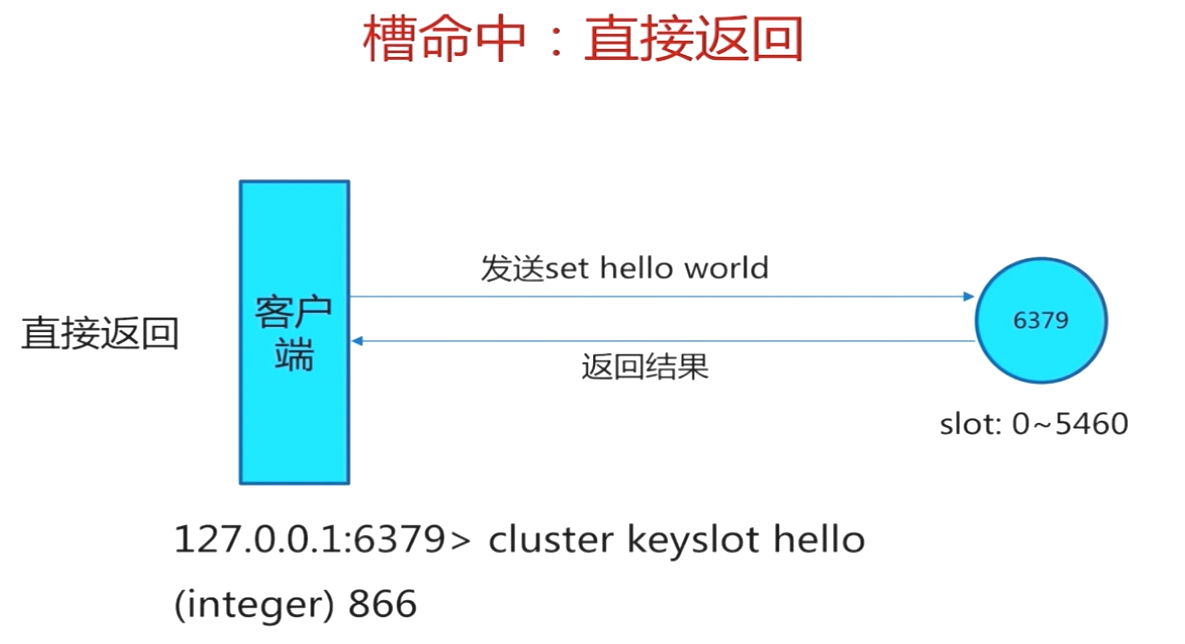 槽命中：直接返回
发送set hello world
客户
端
6379
直接返回
返回结果
slot: 0~5460
127.0.0.1:6379> cluster keyslot hello
(integer) 866